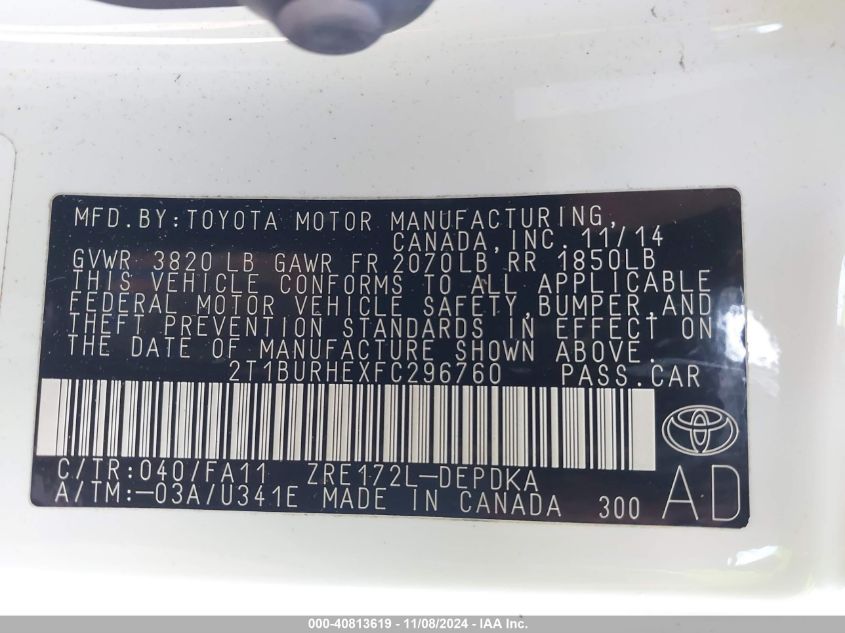 MFD.BY:TOYOTA MOTOR MANUFACTURING,
CANADA,INC. 11/14
GVWR 3820 LB GAWR FR 2070LB RR 1850LB
THIS VEHICLE CONFORMS TO ALL APPLICABLE
FEDERAL MOTOR VEHICLE SAFETY,BUMPER,AND
THEFT PREVENTION STANDARDS IN EFFECT ON
THE DATE OF MANUFACTURE SHOWN ABOVE.
2T1BURHEXFC296760 PASS.CAR
C/TR:040/FA11 ZRE172L-DEPDKA
A/TM:-03A/U341E MADE IN CANADA 300 AD
000-40813619 - 11/08/2024 - IAA Inc.